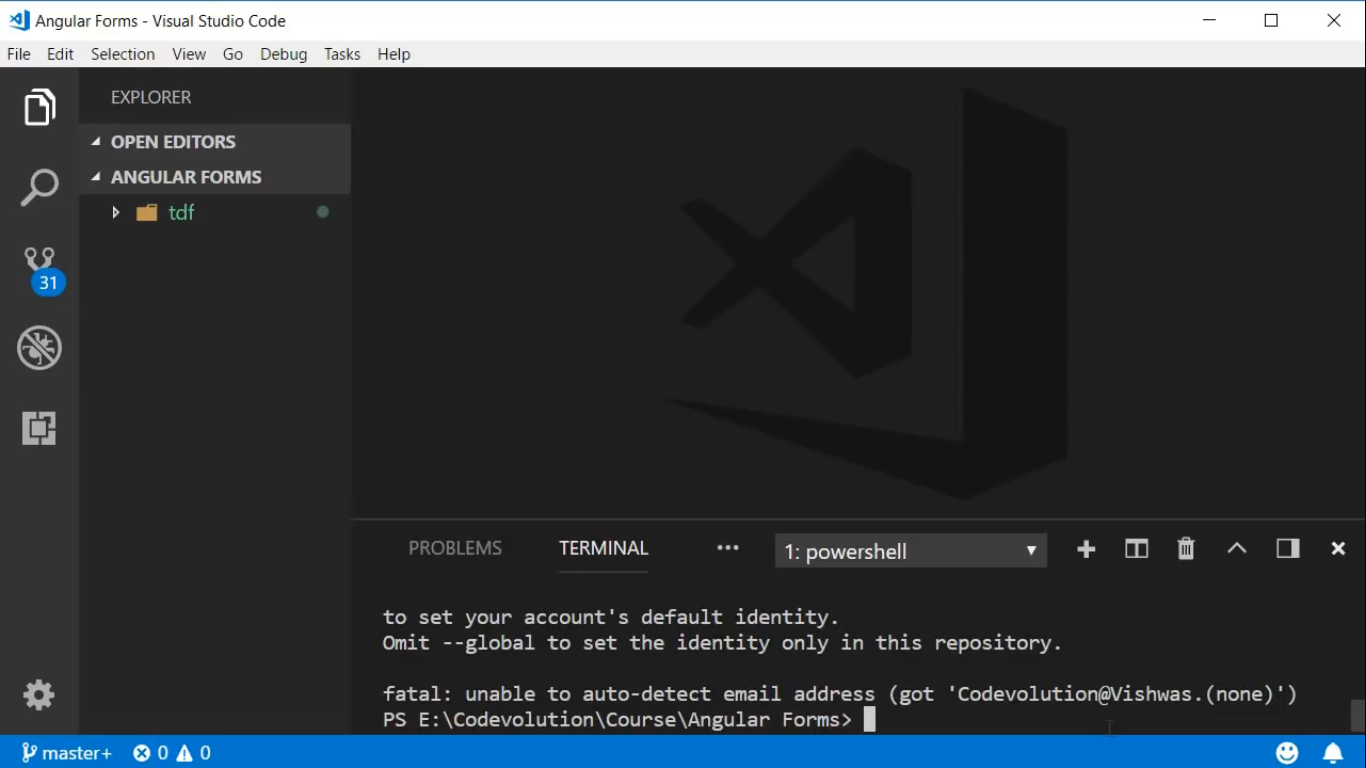 Angular Forms - Visual Studio Code
File Edit Selection View Go Debug Tasks Help
EXPLORER
OPEN EDITORS
ANGULAR FORMS
tdf
31
PROBLEMS TERMINAL ••• 1: powershell
to set your account's default identity.
Omit --global to set the identity only in this repository.
fatal: unable to auto-detect email address (got 'Codevolution@Vishwas.(none)')
PS E:\Codevolution\Course\Angular Forms>
master+ 0 0